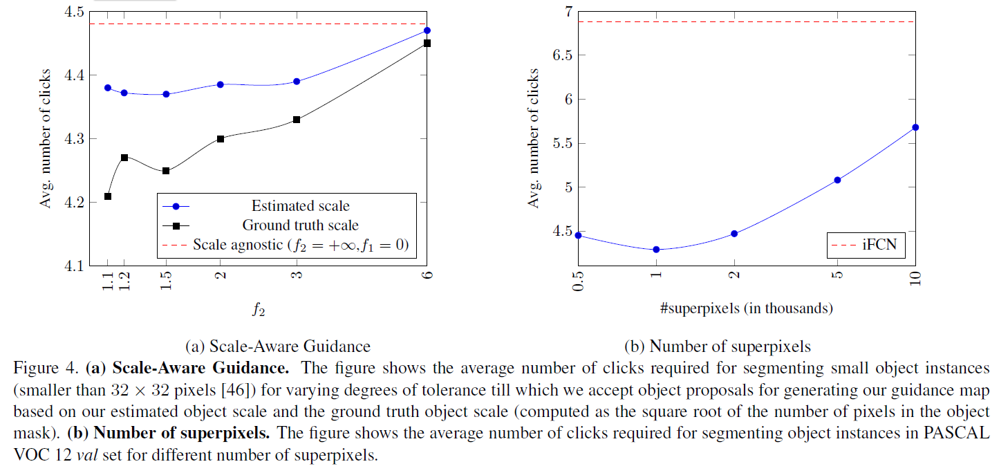 4.5
4.4
4.3
4.2
4.1
Avg. number of clicks
Estimated scale
Ground truth scale
Scale agnostic (f₂ = +∞,f₁ = 0)
1.1
1.2
1.5
2
3
6
f₂
7
6.5
6
5.5
5
4.5
Avg. number of clicks
iFCN
0.5
1
2
5
10
#superpixels (in thousands)
(a) Scale-Aware Guidance
(b) Number of superpixels
Figure 4. (a) Scale-Aware Guidance. The figure shows the average number of clicks required for segmenting small object instances
(smaller than 32 × 32 pixels [46]) for varying degrees of tolerance till which we accept object proposals for generating our guidance map
based on our estimated object scale and the ground truth object scale (computed as the square root of the number of pixels in the object
mask). (b) Number of superpixels. The figure shows the average number of clicks required for segmenting object instances in PASCAL
VOC 12 val set for different number of superpixels.